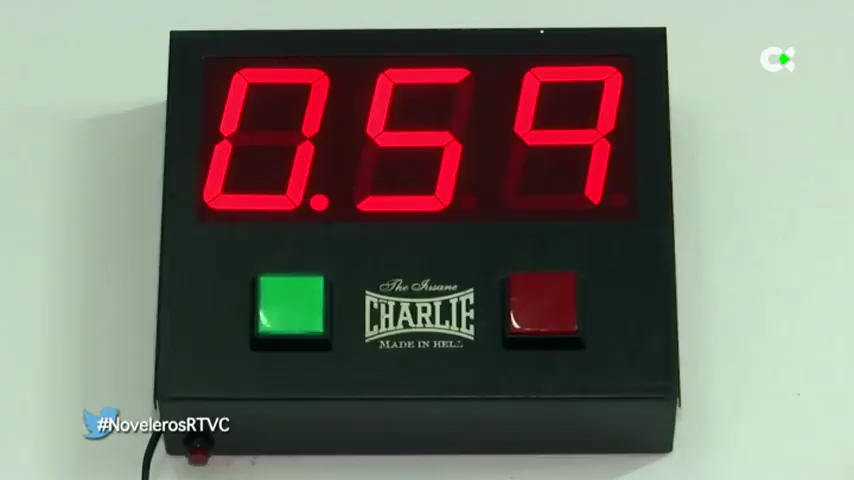 0.59
The Insane
CHARLIE
MADE IN HELL
#NovelerosRTVC